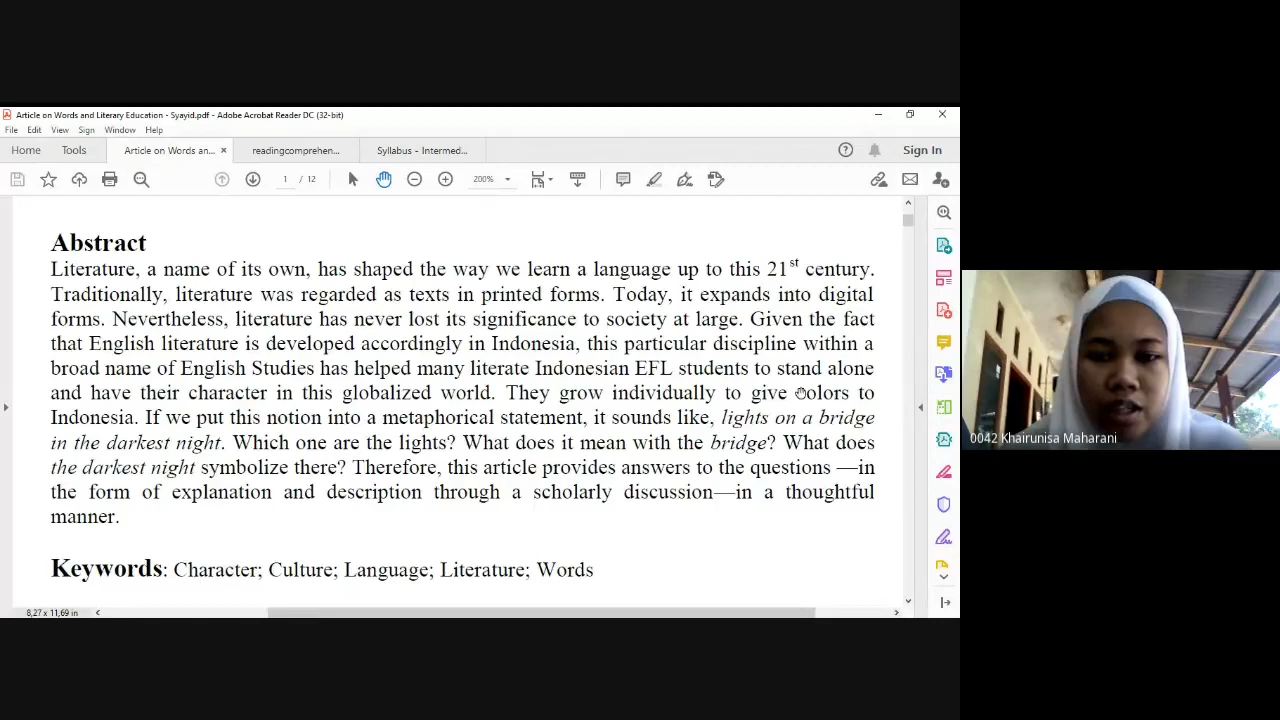 Article on Words and Literary Education - Syayid.pdf - Adobe Acrobat Reader DC (32-bit)
File Edit View Sign Window Help
Home Tools Article on Words an... × readingcomprehen... Syllabus - Intermed... Sign In
1 / 12 200%
Abstract
Literature, a name of its own, has shaped the way we learn a language up to this 21st century.
Traditionally, literature was regarded as texts in printed forms. Today, it expands into digital
forms. Nevertheless, literature has never lost its significance to society at large. Given the fact
that English literature is developed accordingly in Indonesia, this particular discipline within a
broad name of English Studies has helped many literate Indonesian EFL students to stand alone
and have their character in this globalized world. They grow individually to give colors to
Indonesia. If we put this notion into a metaphorical statement, it sounds like, lights on a bridge
in the darkest night. Which one are the lights? What does it mean with the bridge? What does
the darkest night symbolize there? Therefore, this article provides answers to the questions —in
the form of explanation and description through a scholarly discussion—in a thoughtful
manner.
Keywords: Character; Culture; Language; Literature; Words
8,27 x 11,69 in
0042 Khairunisa Maharani